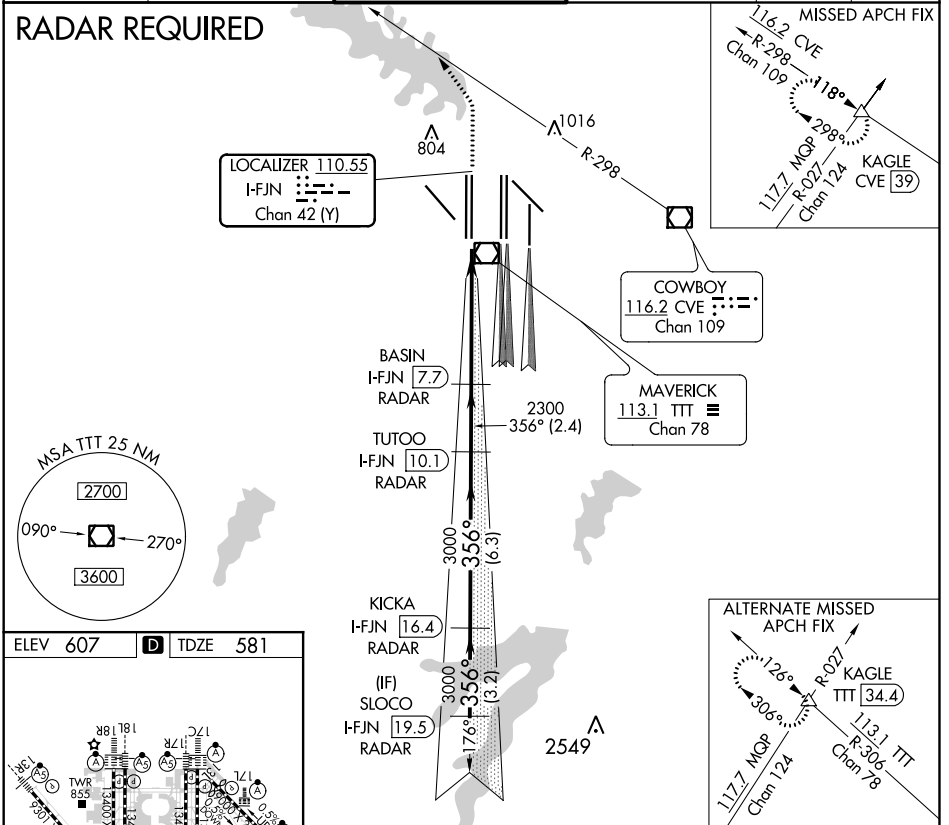 RADAR REQUIRED
MISSED APCH FIX
116.2 CVE
R-298
Chan 109
118°
298°
117.7 MQP
R-027
Chan 124
KAGLE
CVE 39
1016
804
R-298
LOCALIZER 110.55
I-FJN
Chan 42 (Y)
COWBOY
116.2 CVE
Chan 109
MAVERICK
113.1 TTT
Chan 78
BASIN
I-FJN 7.7
RADAR
2300
356° (2.4)
TUTOO
I-FJN 10.1
RADAR
MSA TTT 25 NM
2700
090°
270°
3600
3000
356°
(6.3)
KICKA
I-FJN 16.4
RADAR
3000
356°
(3.2)
(IF)
SLOCO
I-FJN 19.5
RADAR
176°
2549
ALTERNATE MISSED
APCH FIX
126°
306°
R-027
KAGLE
TTT 34.4
113.1 TTT
R-306
Chan 78
117.7 MQP
Chan 124
ELEV 607
D
TDZE 581
18R
18L
17R
17C
17L
13R
A
A5
A5
A
A5
A
P
P
P
P
P
TWR
855
0.5%